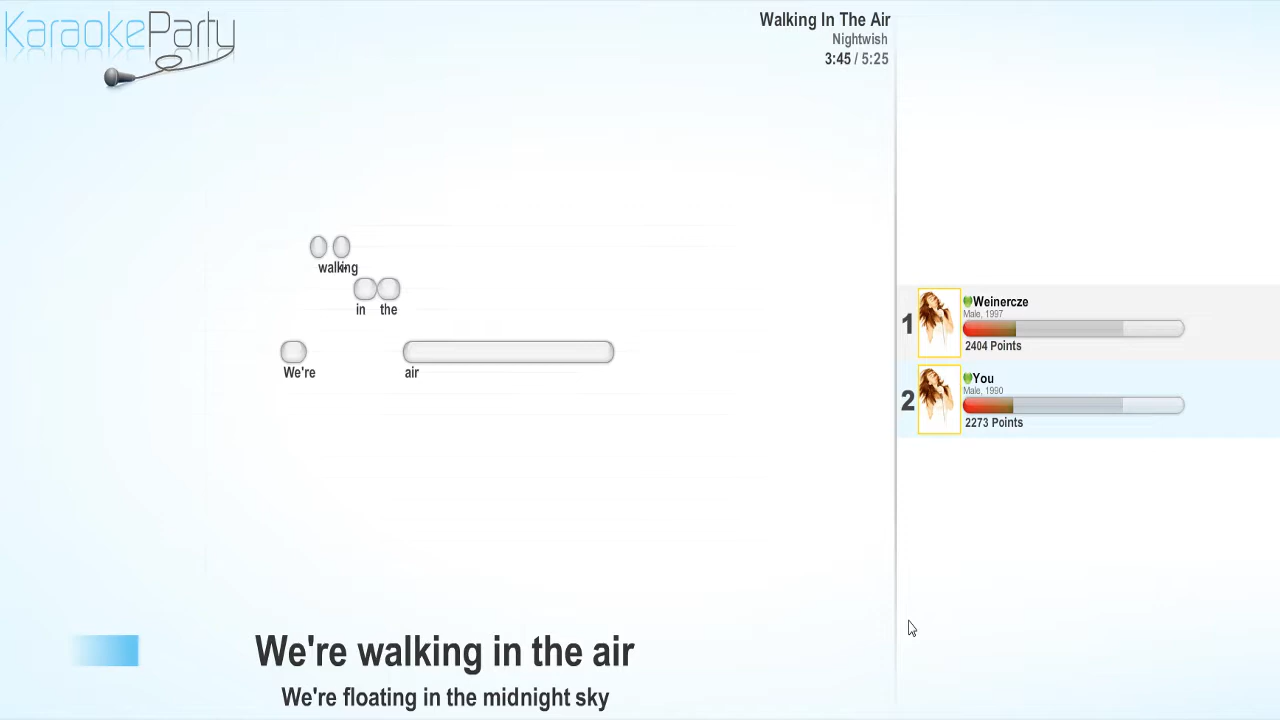 KaraokeParty
Walking In The Air
Nightwish
3:45 / 5:25
walking
in the
We're air
1
Weinercze
Male, 1997
2404 Points
2
You
Male, 1990
2273 Points
We're walking in the air
We're floating in the midnight sky